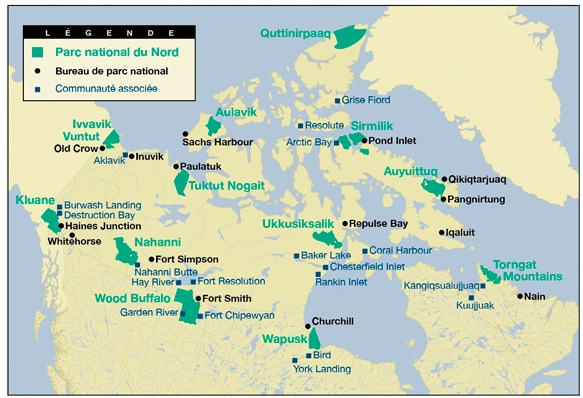 LÉGENDE
Parc national du Nord
Bureau de parc national
Communauté associée
Quttinirpaaq
Grise Fiord
Aulavik
Resolute
Sirmilik
Ivvavik
Vuntut
Sachs Harbour
Arctic Bay
Pond Inlet
Old Crow
Aklavik
Inuvik
Paulatuk
Auyuittuq
Qikiqtarjuaq
Tuktut Nogait
Pangnirtung
Kluane
Burwash Landing
Destruction Bay
Haines Junction
Whitehorse
Ukkusiksalik
Repulse Bay
Iqaluit
Nahanni
Fort Simpson
Baker Lake
Coral Harbour
Nahanni Butte
Chesterfield Inlet
Torngat
Mountains
Hay River
Fort Resolution
Rankin Inlet
Kangiqsualujjuaq
Wood Buffalo
Fort Smith
Kuujjuak
Nain
Garden River
Fort Chipewyan
Churchill
Wapusk
Bird
York Landing